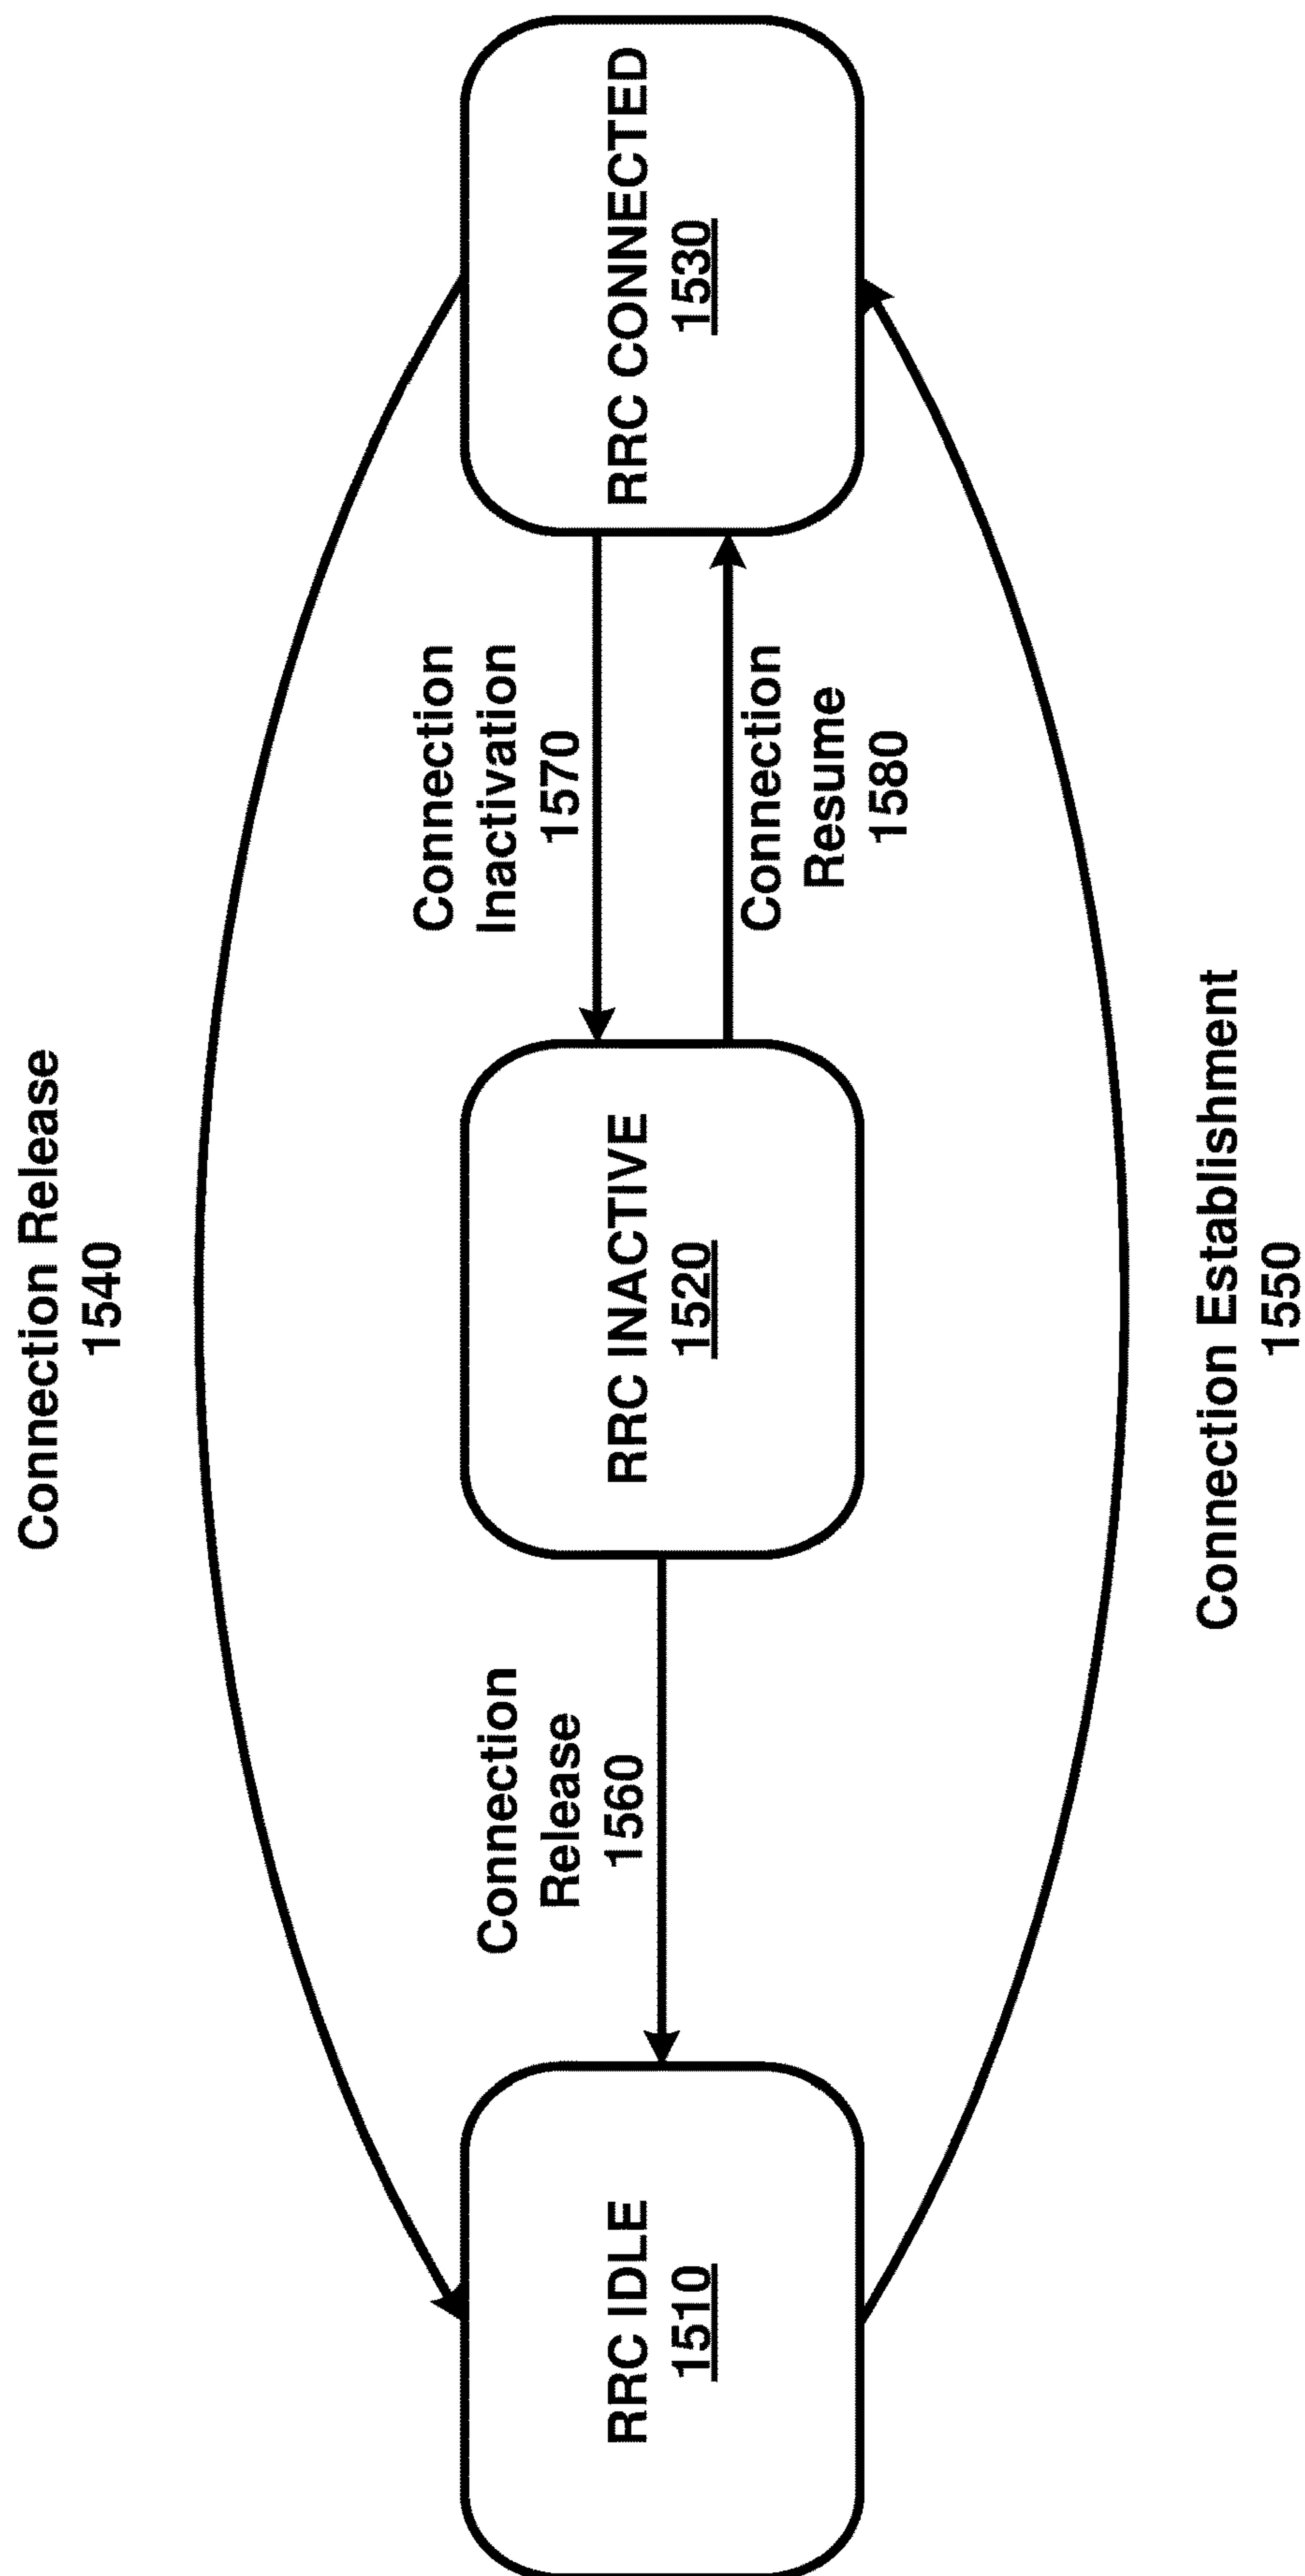 Connection Release
1540
RRC IDLE
1510
Connection
Release
1560
RRC INACTIVE
1520
Connection
Inactivation
1570
Connection
Resume
1580
RRC CONNECTED
1530
Connection Establishment
1550